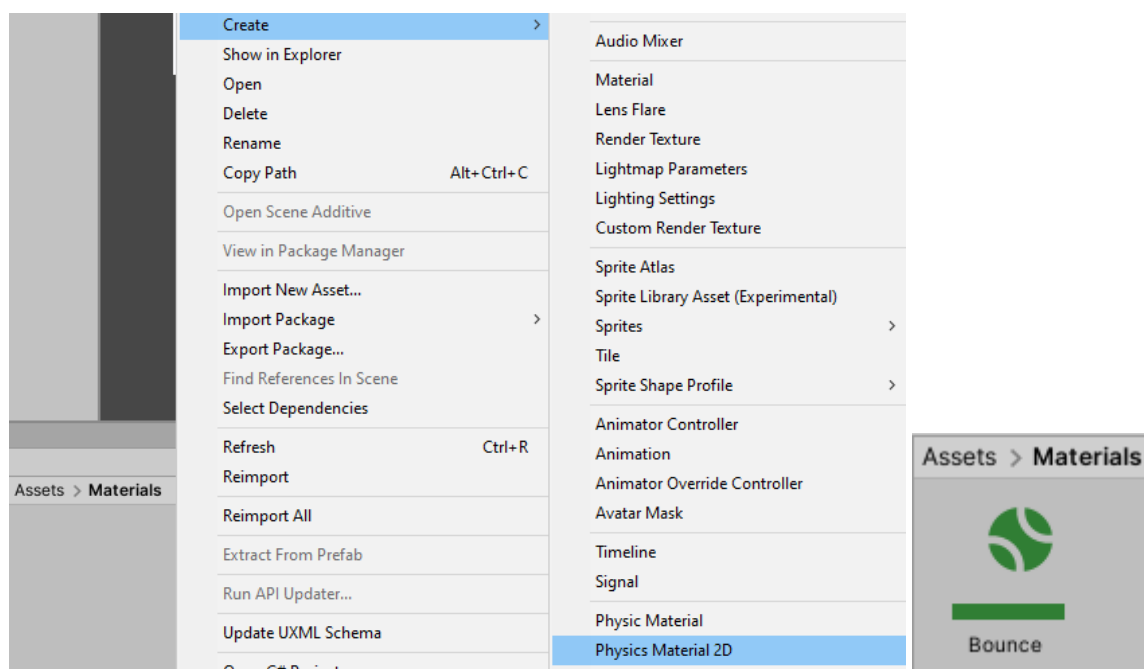 Create
Show in Explorer
Open
Delete
Rename
Copy Path Alt+Ctrl+C
Open Scene Additive
View in Package Manager
Import New Asset...
Import Package
Export Package...
Find References In Scene
Select Dependencies
Refresh Ctrl+R
Reimport
Reimport All
Extract From Prefab
Run API Updater...
Update UXML Schema
Audio Mixer
Material
Lens Flare
Render Texture
Lightmap Parameters
Lighting Settings
Custom Render Texture
Sprite Atlas
Sprite Library Asset (Experimental)
Sprites
Tile
Sprite Shape Profile
Animator Controller
Animation
Animator Override Controller
Avatar Mask
Timeline
Signal
Physic Material
Physics Material 2D
Assets > Materials
Assets > Materials
Bounce